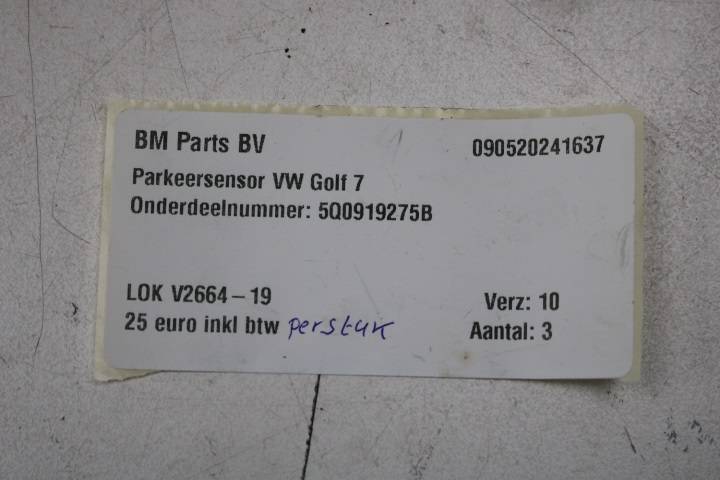 BM Parts BV 090520241637
Parkeersensor VW Golf 7
Onderdeelnummer: 5Q0919275B
LOK V2664 – 19 Verz: 10
25 euro inkl btw per stuk Aantal: 3